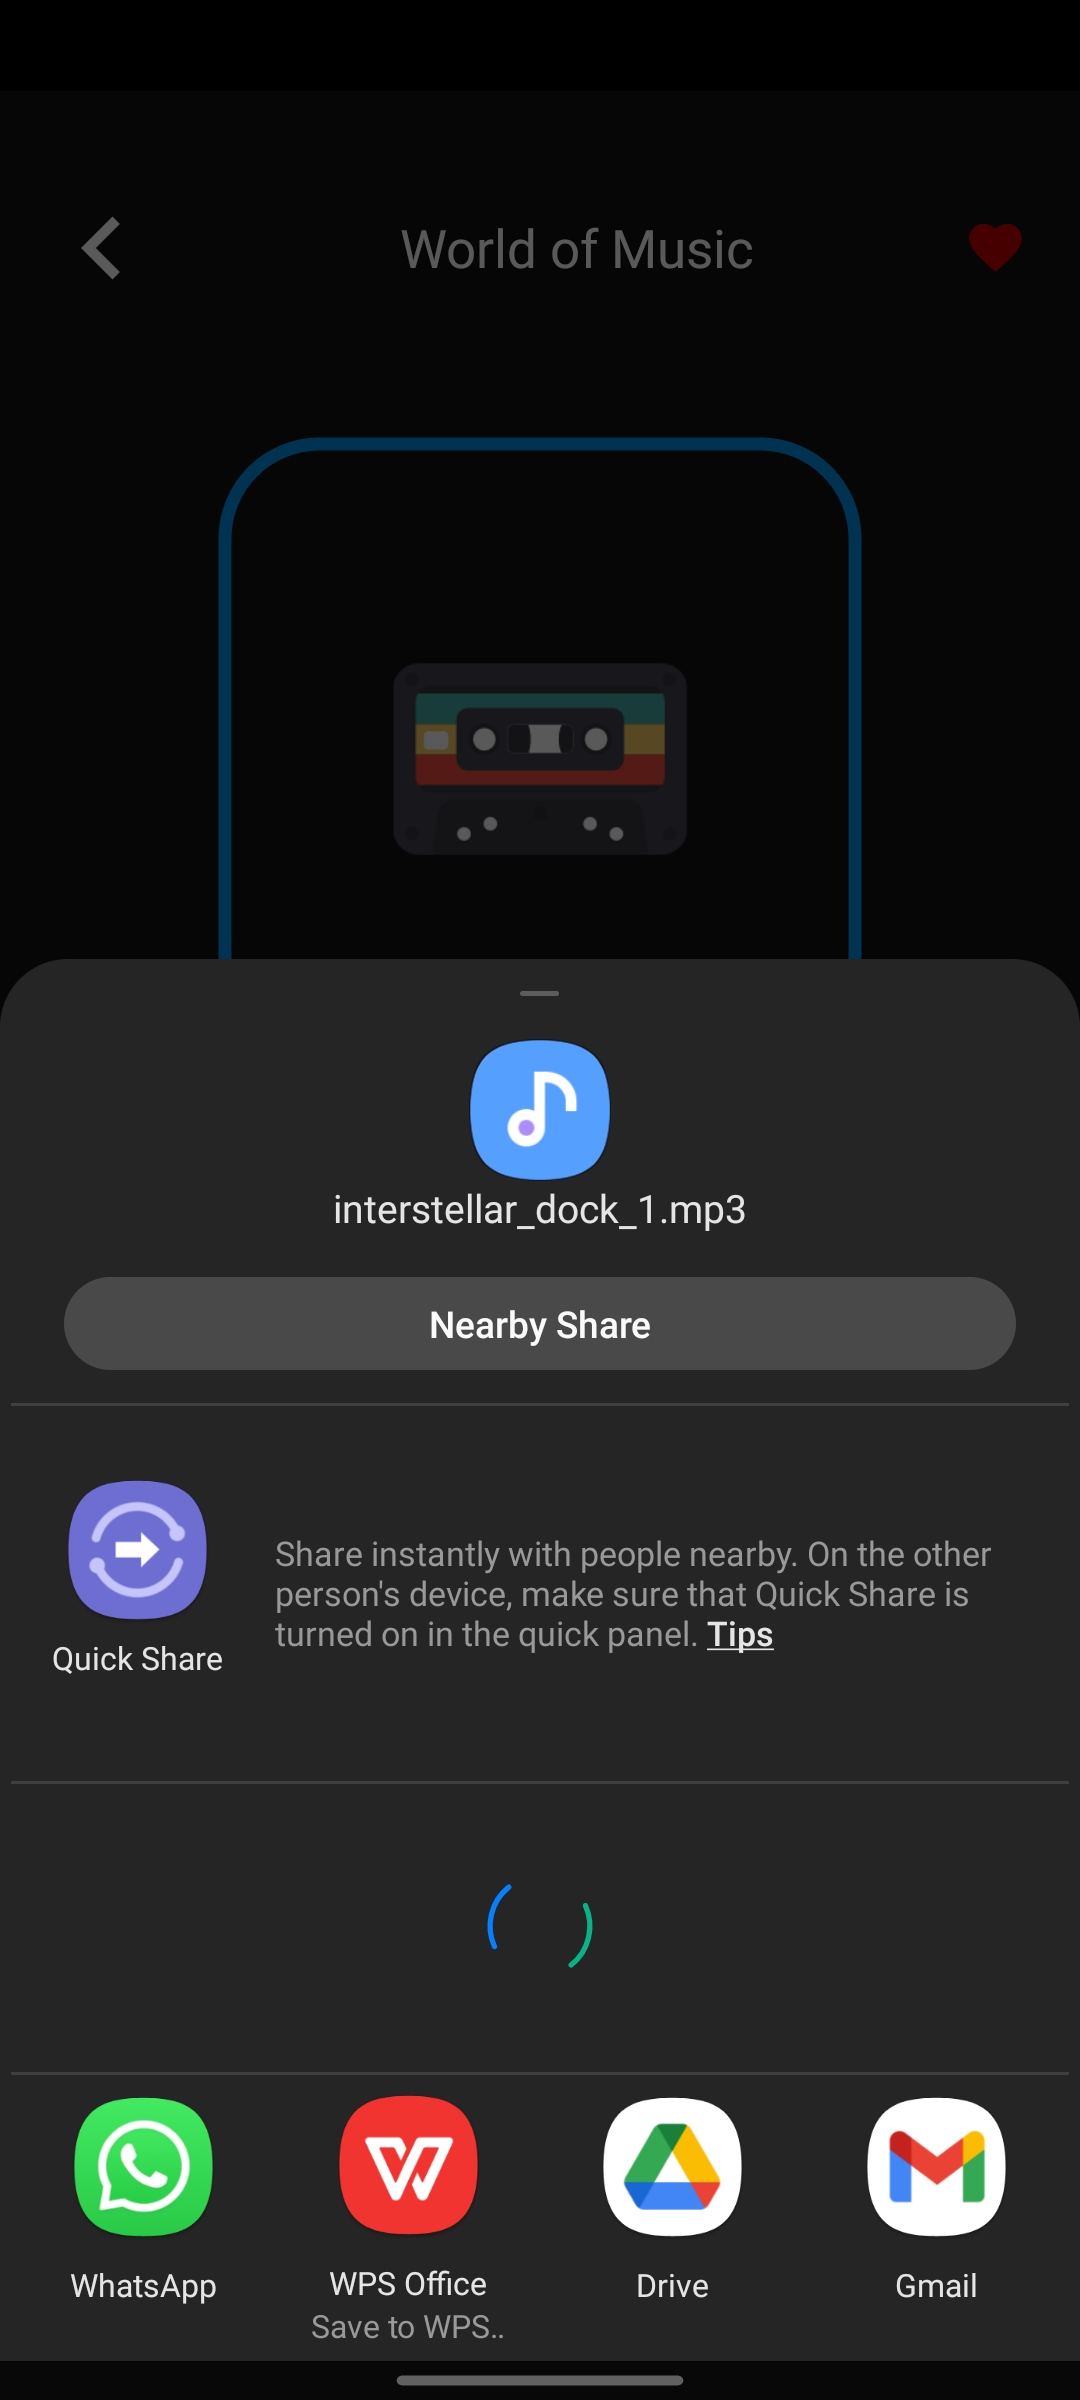 World of Music
interstellar_dock_1.mp3
Nearby Share
Share instantly with people nearby. On the other
person's device, make sure that Quick Share is
turned on in the quick panel. Tips
Quick Share
WhatsApp
WPS Office
Save to WPS..
Drive
Gmail